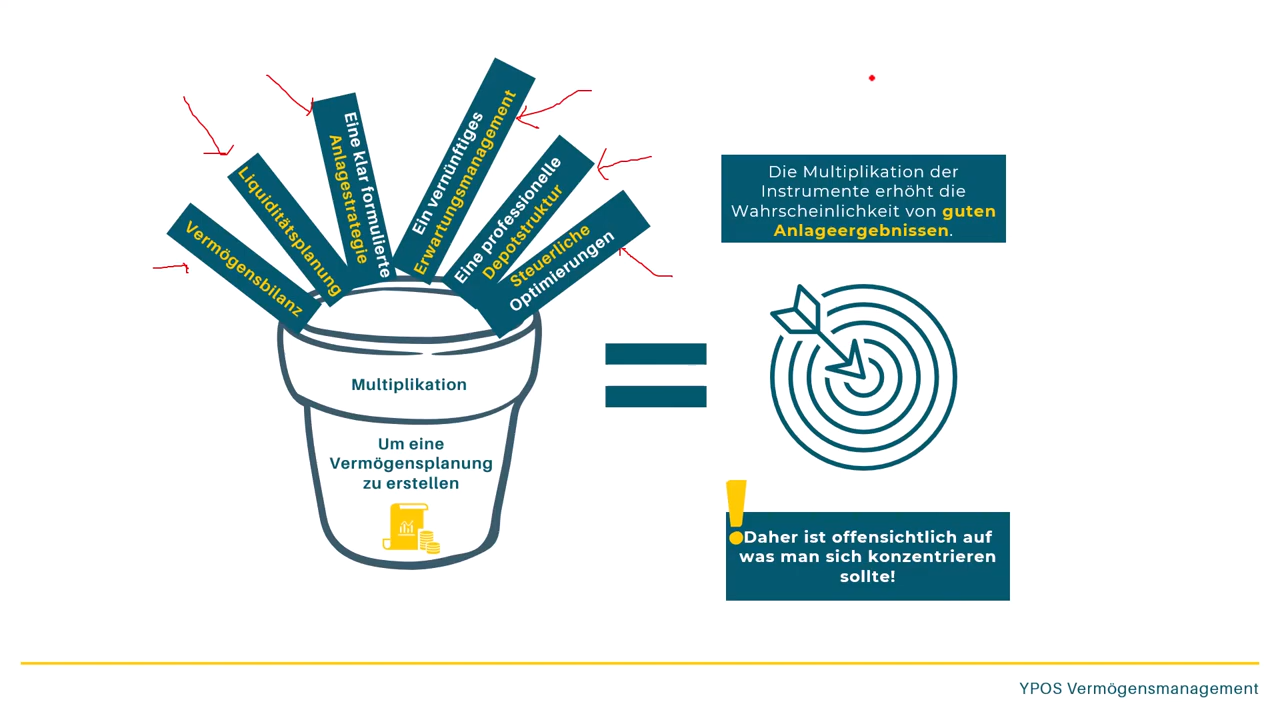 Vermögensbilanz
Liquiditätsplanung
Eine klar formulierte
Anlagestrategie
Ein vernünftiges
Erwartungsmanagement
Eine professionelle
Depotstruktur
Steuerliche
Optimierungen
Multiplikation
Um eine
Vermögensplanung
zu erstellen
Die Multiplikation der
Instrumente erhöht die
Wahrscheinlichkeit von guten
Anlageergebnissen.
!
Daher ist offensichtlich auf
was man sich konzentrieren
sollte!
YPOS Vermögensmanagement